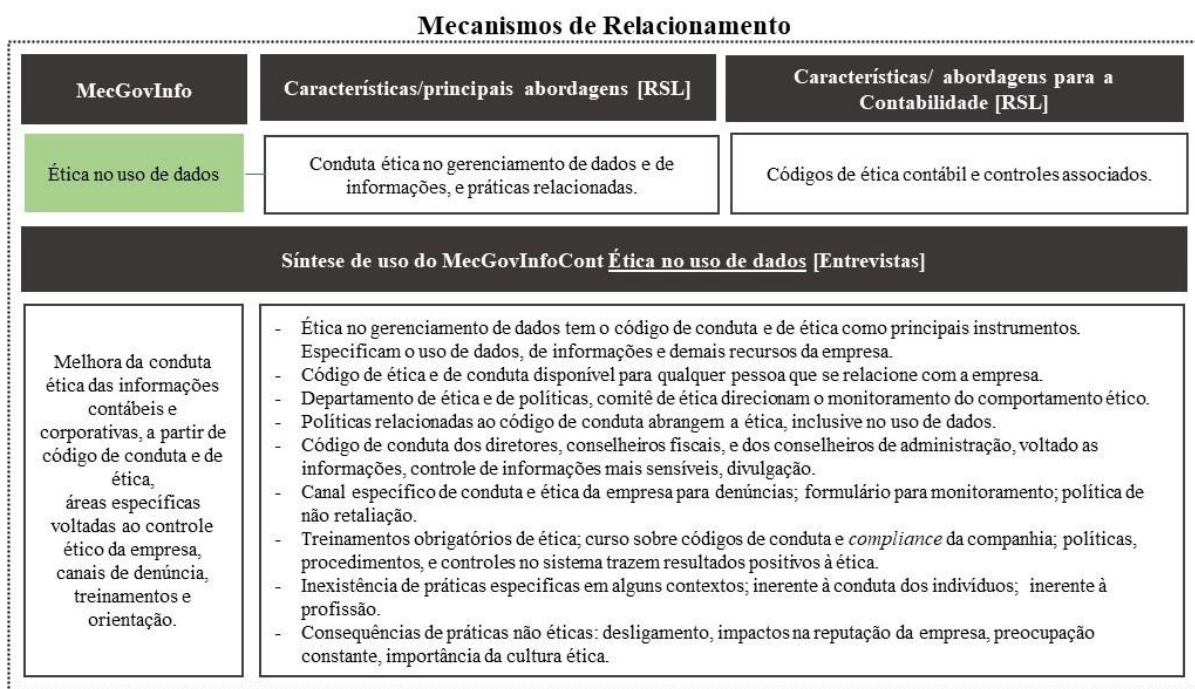 Mecanismos de Relacionamento
MecGovInfo
Características/principais abordagens [RSL]
Características/ abordagens para a
Contabilidade [RSL]
Ética no uso de dados
Conduta ética no gerenciamento de dados e de
informações, e práticas relacionadas.
Códigos de ética contábil e controles associados.
Síntese de uso do MecGovInfoCont Ética no uso de dados [Entrevistas]
Melhora da conduta
ética das informações
contábeis e
corporativas, a partir de
código de conduta e de
ética,
áreas específicas
voltadas ao controle
ético da empresa,
canais de denúncia,
treinamentos e
orientação.
- Ética no gerenciamento de dados tem o código de conduta e de ética como principais instrumentos.
Especificam o uso de dados, de informações e demais recursos da empresa.
- Código de ética e de conduta disponível para qualquer pessoa que se relacione com a empresa.
- Departamento de ética e de políticas, comitê de ética direcionam o monitoramento do comportamento ético.
- Políticas relacionadas ao código de conduta abrangem a ética, inclusive no uso de dados.
- Código de conduta dos diretores, conselheiros fiscais, e dos conselheiros de administração, voltado as
informações, controle de informações mais sensíveis, divulgação.
- Canal específico de conduta e ética da empresa para denúncias; formulário para monitoramento; política de
não retaliação.
- Treinamentos obrigatórios de ética; curso sobre códigos de conduta e compliance da companhia; políticas,
procedimentos, e controles no sistema trazem resultados positivos à ética.
- Inexistência de práticas especificas em alguns contextos; inerente à conduta dos indivíduos; inerente à
profissão.
- Consequências de práticas não éticas: desligamento, impactos na reputação da empresa, preocupação
constante, importância da cultura ética.